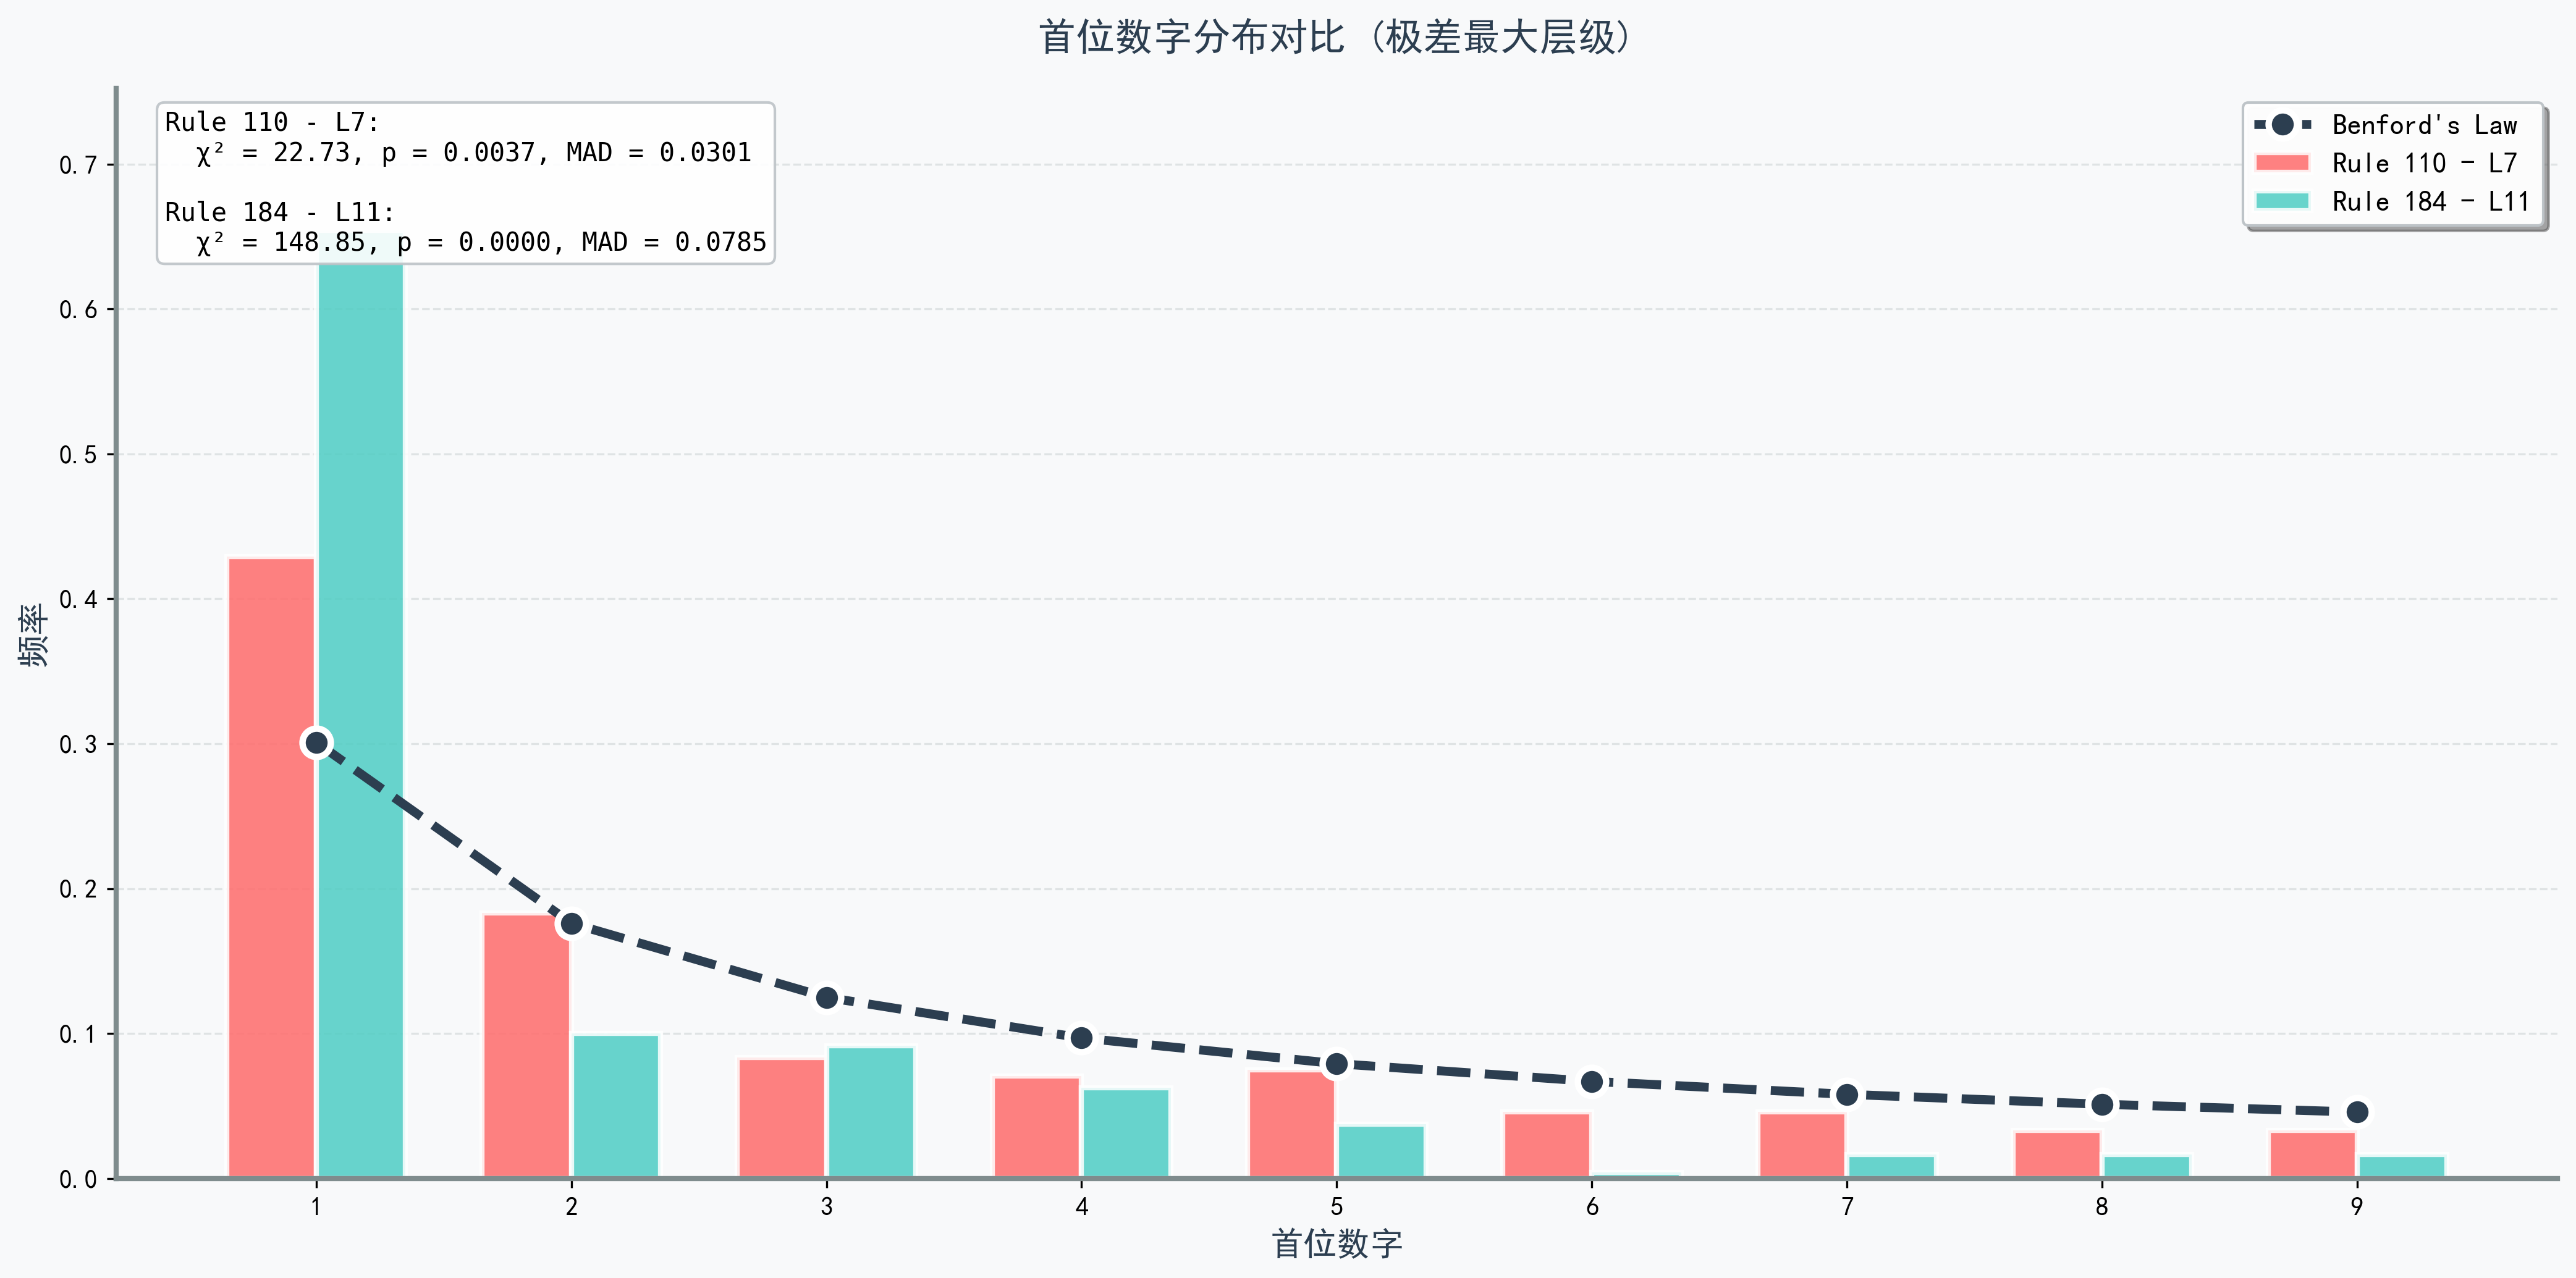 首位数字分布对比（极差最大层级）
Rule 110 - L7:
χ² = 22.73, p = 0.0037, MAD = 0.0301
Rule 184 - L11:
χ² = 148.85, p = 0.0000, MAD = 0.0785
Benford's Law
Rule 110 - L7
Rule 184 - L11
频率
0.7
0.6
0.5
0.4
0.3
0.2
0.1
0.0
1 2 3 4 5 6 7 8 9
首位数字